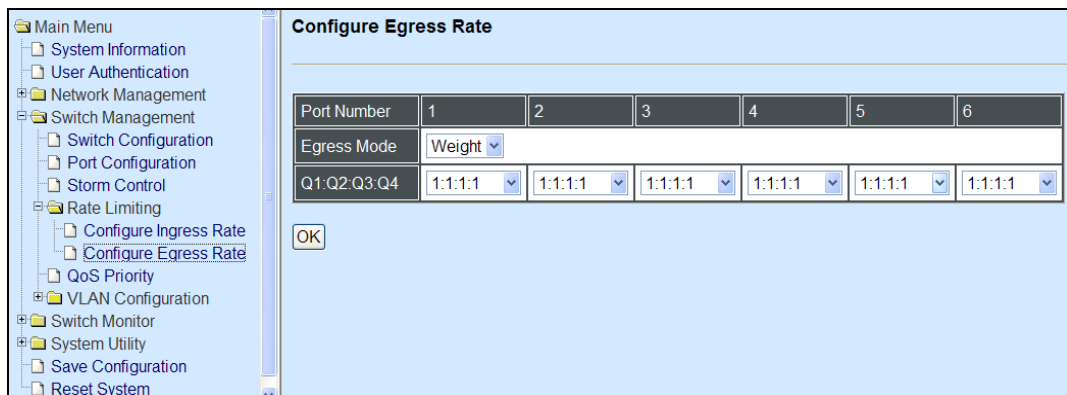 Main Menu
System Information
User Authentication
Network Management
Switch Management
Switch Configuration
Port Configuration
Storm Control
Rate Limiting
Configure Ingress Rate
Configure Egress Rate
QoS Priority
VLAN Configuration
Switch Monitor
System Utility
Save Configuration
Reset System
Configure Egress Rate
Port Number 1 2 3 4 5 6
Egress Mode Weight
Q1:Q2:Q3:Q4 1:1:1:1 1:1:1:1 1:1:1:1 1:1:1:1 1:1:1:1 1:1:1:1
OK